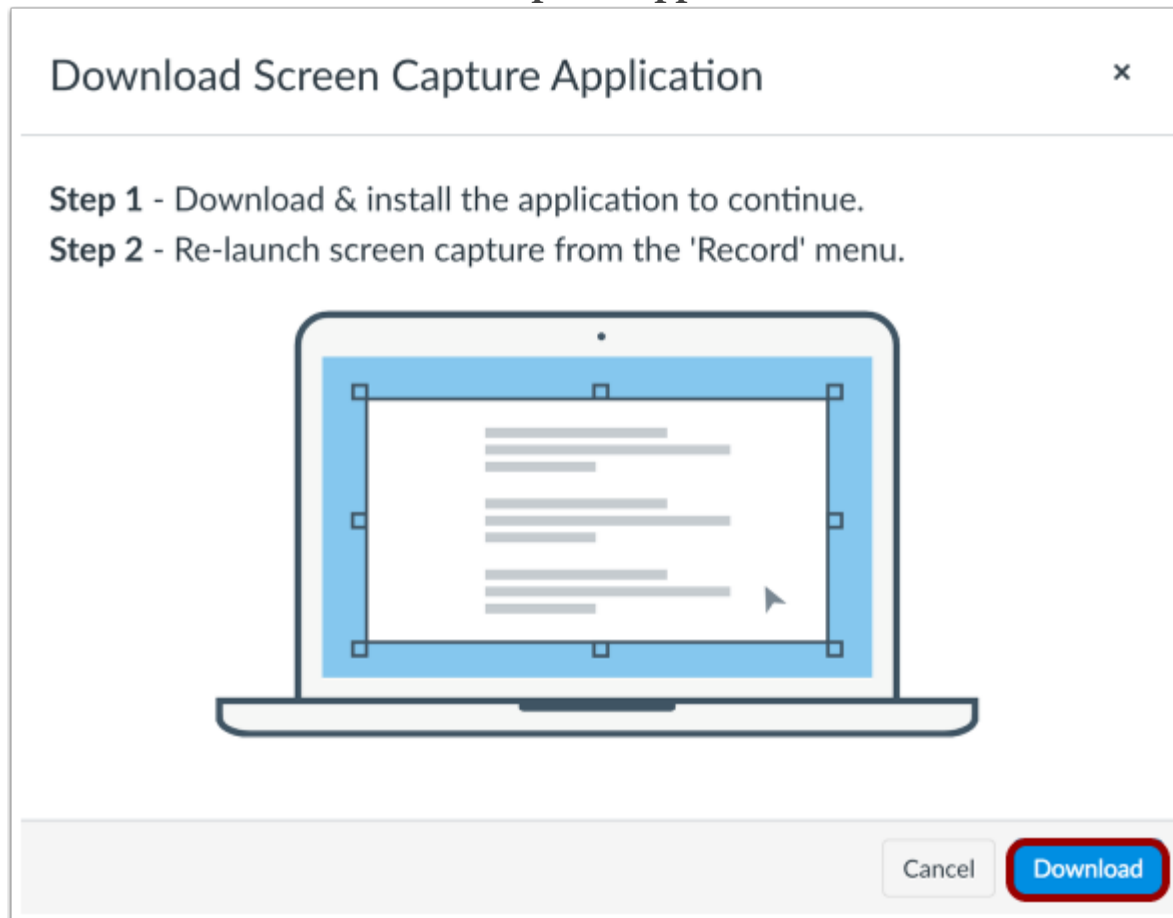 Download Screen Capture Application ×
Step 1 - Download & install the application to continue.
Step 2 - Re-launch screen capture from the 'Record' menu.
Cancel Download